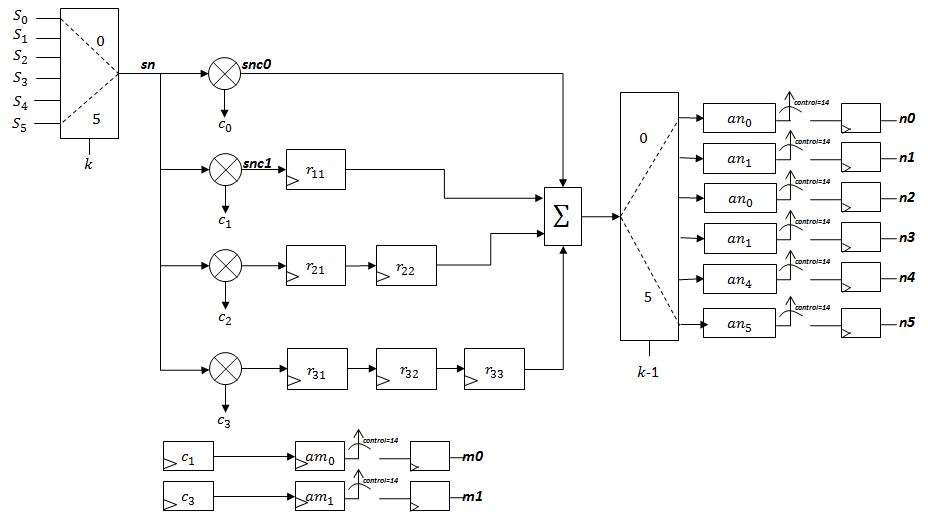 S0
S1
S2
S3
S4
S5
0
5
k
sn
snc0
c0
snc1
c1
r11
c2
r21
r22
c3
r31
r32
r33
Σ
0
5
k-1
an0
control=14
n0
an1
control=14
n1
an0
control=14
n2
an1
control=14
n3
an4
control=14
n4
an5
control=14
n5
c1
am0
control=14
m0
c3
am1
control=14
m1